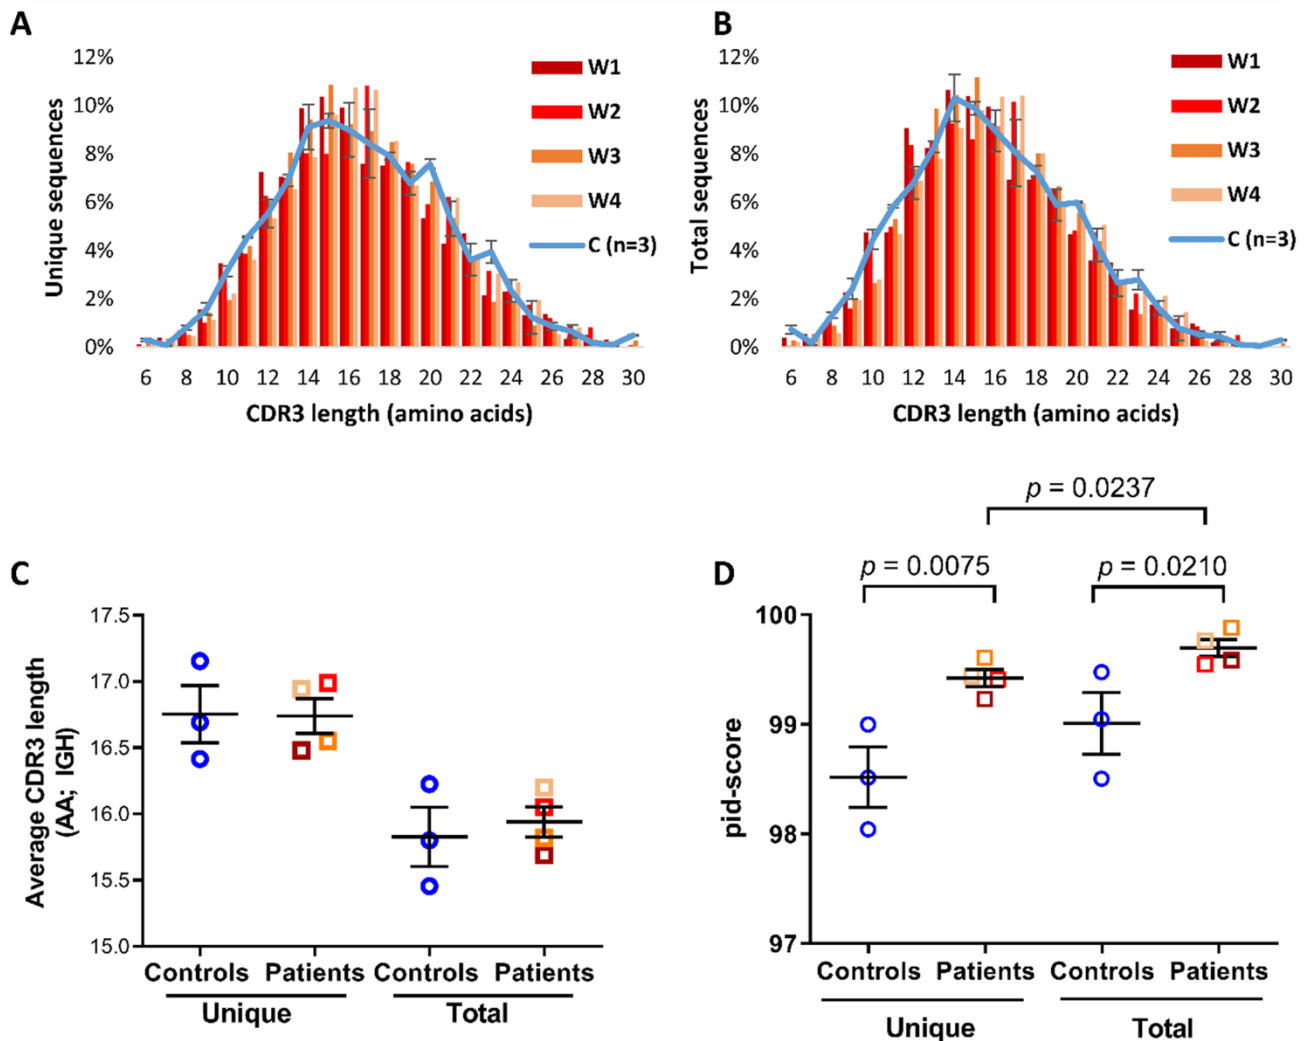 A
12%
10%
8%
6%
4%
2%
0%
Unique sequences
W1
W2
W3
W4
C (n=3)
6 8 10 12 14 16 18 20 22 24 26 28 30
CDR3 length (amino acids)
B
12%
10%
8%
6%
4%
2%
0%
Total sequences
W1
W2
W3
W4
C (n=3)
6 8 10 12 14 16 18 20 22 24 26 28 30
CDR3 length (amino acids)
C
17.5
17.0
16.5
16.0
15.5
15.0
Average CDR3 length
(AA; IGH)
Controls Patients Controls Patients
Unique Total
D
p = 0.0237
p = 0.0075 p = 0.0210
100
99
98
97
pid-score
Controls Patients Controls Patients
Unique Total